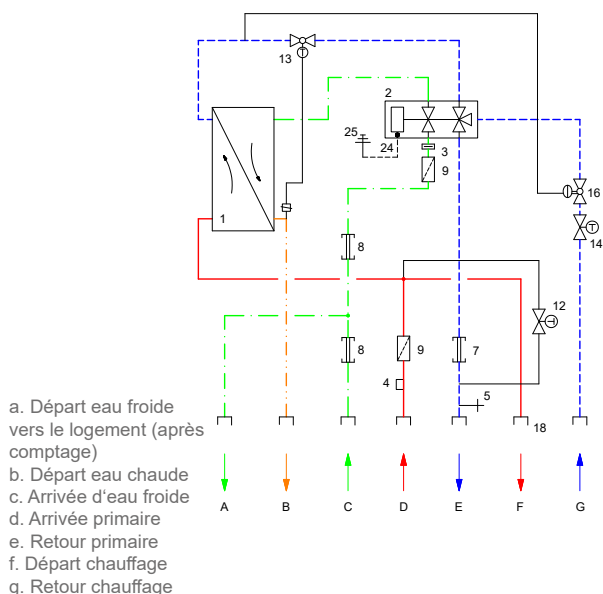 13
2
25
24
3
9
16
14
1
8
12
8
9
7
4
5
18
a. Départ eau froide
vers le logement (après
comptage)
b. Départ eau chaude
c. Arrivée d‘eau froide
d. Arrivée primaire
e. Retour primaire
f. Départ chauffage
g. Retour chauffage
A B C D E F G
T
T
T